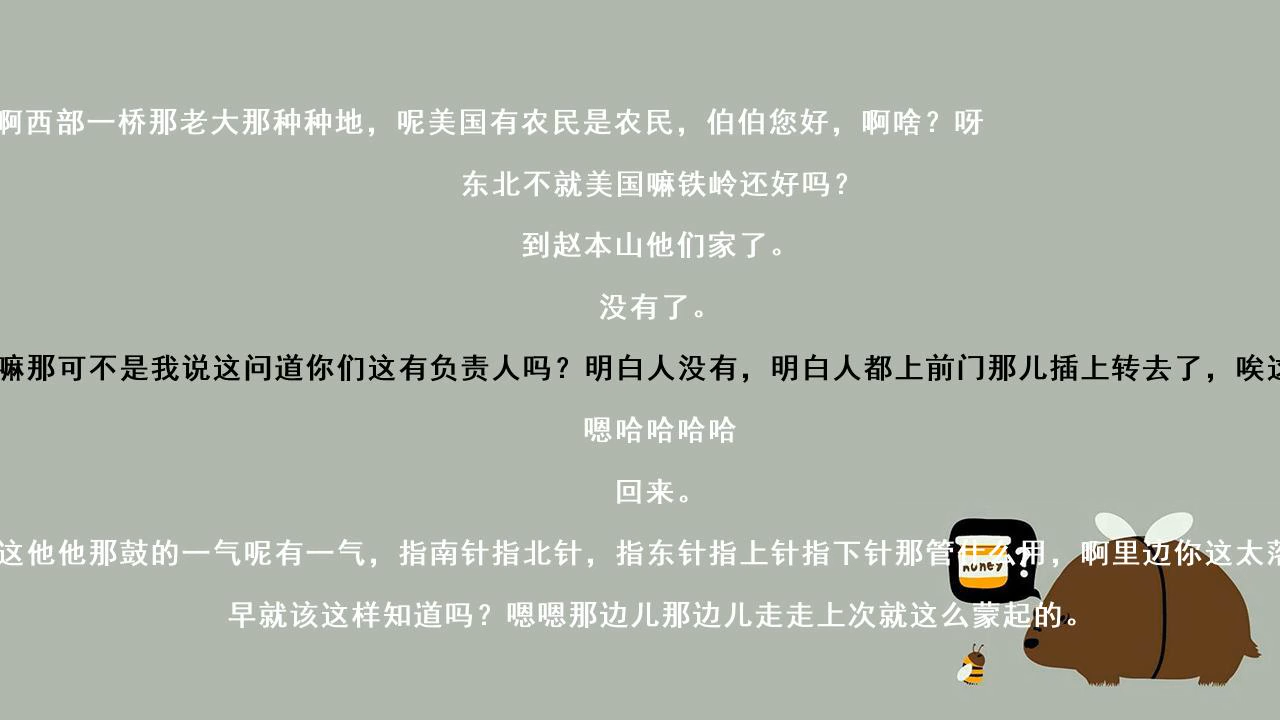 啊西部一桥那老大那种种地，呢美国有农民是农民，伯伯您好，啊啥？呀
东北不就美国嘛铁岭还好吗？
到赵本山他们家了。
没有了。
嘛那可不是我说这问道你们这有负责人吗？明白人没有，明白人都上前门那儿插上转去了，唉这
嗯哈哈哈哈
回来。
这他他那鼓的一气呢有一气，指南针指北针，指东针指上针指下针那管什么用，啊里边你这太落
早就该这样知道吗？嗯嗯那边儿那边儿走走上次就这么蒙起的。
huney
?